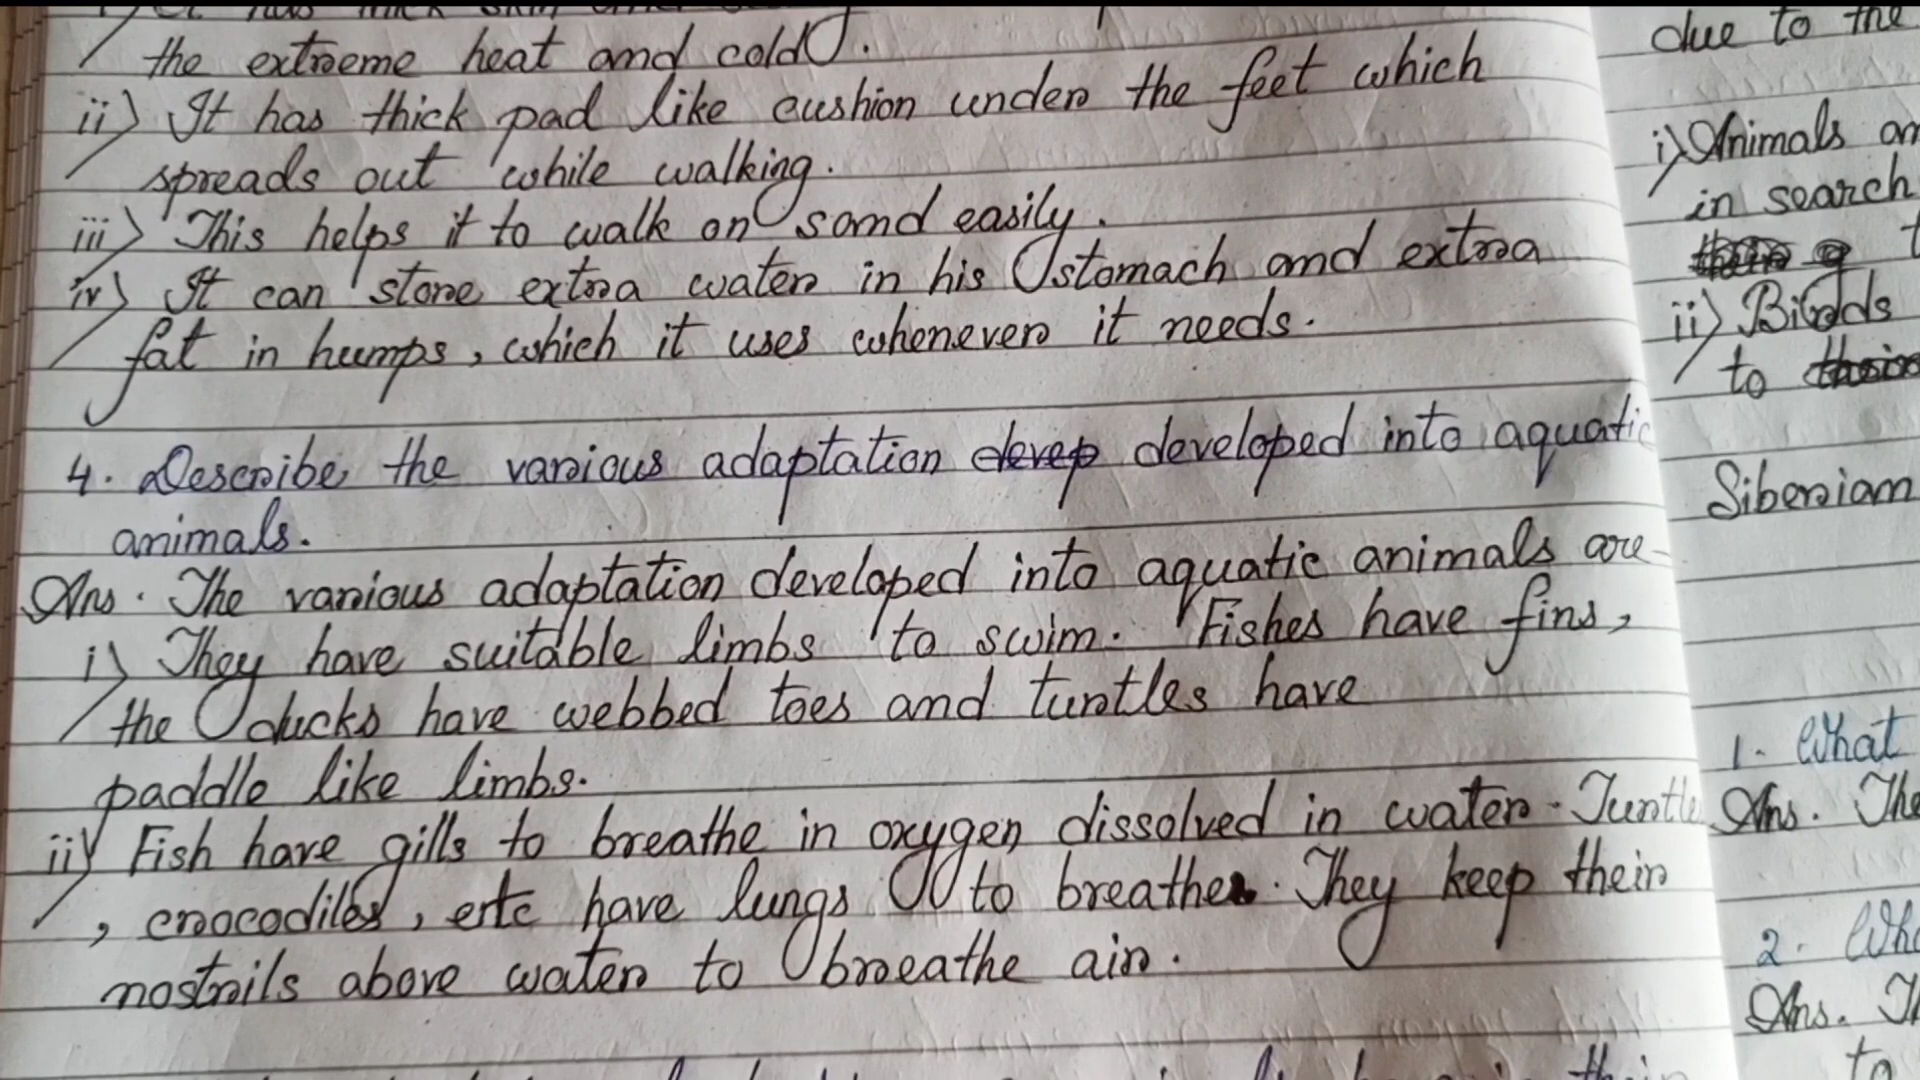 the extreme heat and cold.
ii) It has thick pad like cushion under the feet which
spreads out while walking.
iii) This helps it to walk on sand easily.
iv) It can store extra water in his stomach and extra
fat in humps, which it uses whenever it needs.
4. Describe the various adaptation devep developed into aquatic
animals.
Ans. The various adaptation developed into aquatic animals are-
i) They have suitable limbs to swim. Fishes have fins,
the ducks have webbed toes and turtles have
paddle like limbs.
ii) Fish have gills to breathe in oxygen dissolved in water. Turtle
, crocodiles, etc have lungs to breathe. They keep their
nostrils above water to breathe air.
due to the
i) Animals
in search
ii) Birds
to
Siberian
1. What
Ans. The
2.
Ans.
to